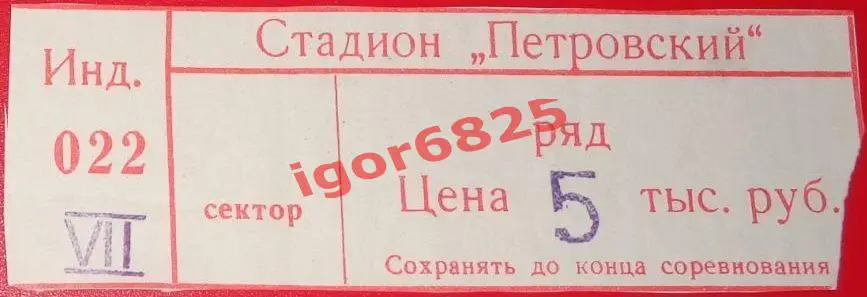 Стадион „Петровский“
Инд.
022
VII
сектор
ряд
Цена 5 тыс. руб.
Сохранять до конца соревнования
igor6825